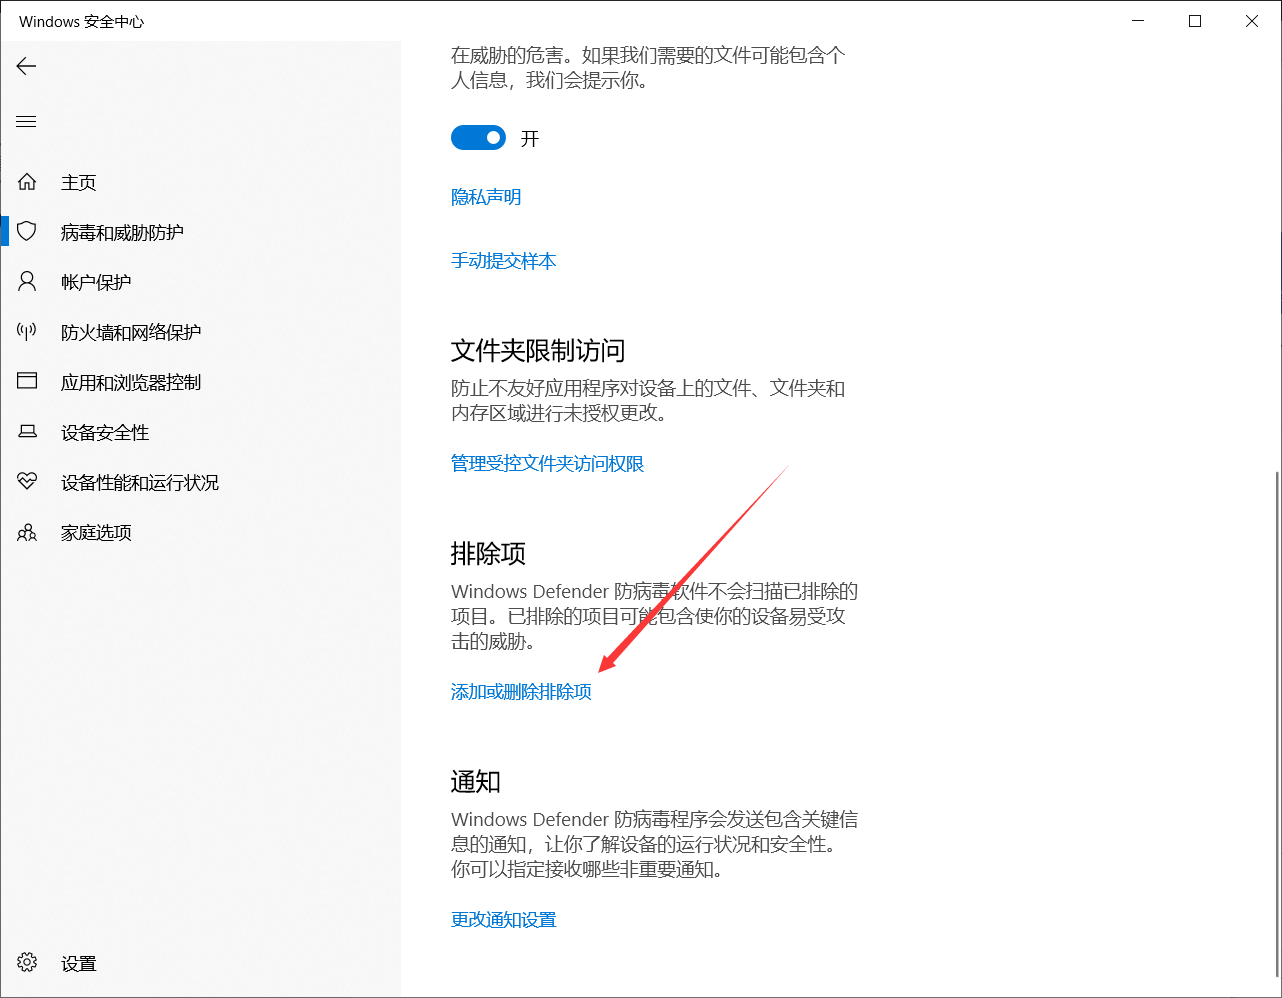 Windows 安全中心
主页
病毒和威胁防护
帐户保护
防火墙和网络保护
应用和浏览器控制
设备安全性
设备性能和运行状况
家庭选项
设置
在威胁的危害。如果我们需要的文件可能包含个
人信息，我们会提示你。
开
隐私声明
手动提交样本
文件夹限制访问
防止不友好应用程序对设备上的文件、文件夹和
内存区域进行未授权更改。
管理受控文件夹访问权限
排除项
Windows Defender 防病毒软件不会扫描已排除的
项目。已排除的项目可能包含使你的设备易受攻
击的威胁。
添加或删除排除项
通知
Windows Defender 防病毒程序会发送包含关键信
息的通知，让你了解设备的运行状况和安全性。
你可以指定接收哪些非重要通知。
更改通知设置